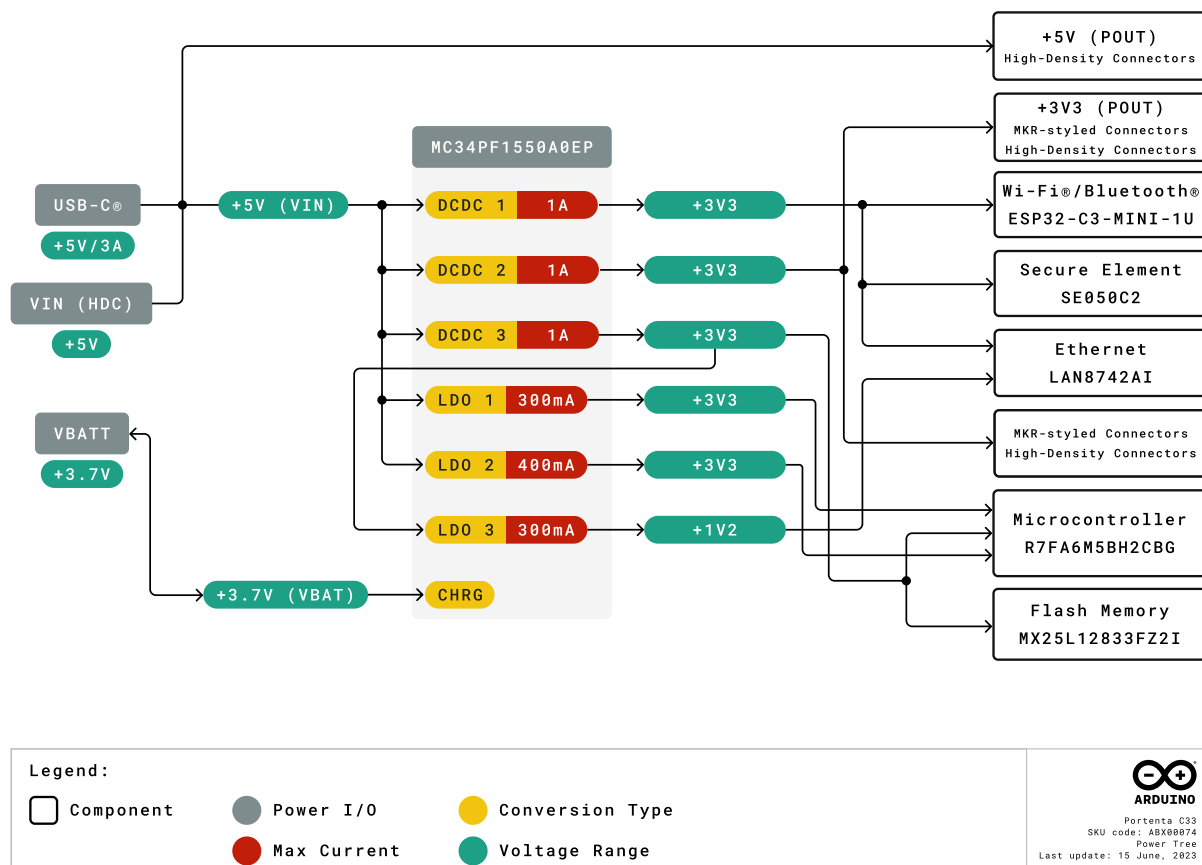 +5V (POUT)
High-Density Connectors
+3V3 (POUT)
MKR-styled Connectors
High-Density Connectors
MC34PF1550A0EP
USB-C®
+5V/3A
+5V (VIN)
DCDC 1 1A
+3V3
Wi-Fi®/Bluetooth®
ESP32-C3-MINI-1U
DCDC 2 1A
+3V3
Secure Element
SE050C2
VIN (HDC)
+5V
DCDC 3 1A
+3V3
Ethernet
LAN8742AI
LDO 1 300mA
+3V3
VBATT
+3.7V
MKR-styled Connectors
High-Density Connectors
LDO 2 400mA
+3V3
LDO 3 300mA
+1V2
Microcontroller
R7FA6M5BH2CBG
+3.7V (VBAT)
CHRG
Flash Memory
MX25L12833FZ2I
Legend:
Component
Power I/O
Conversion Type
Max Current
Voltage Range
ARDUINO
Portenta C33
SKU code: ABX00074
Power Tree
Last update: 15 June, 2023